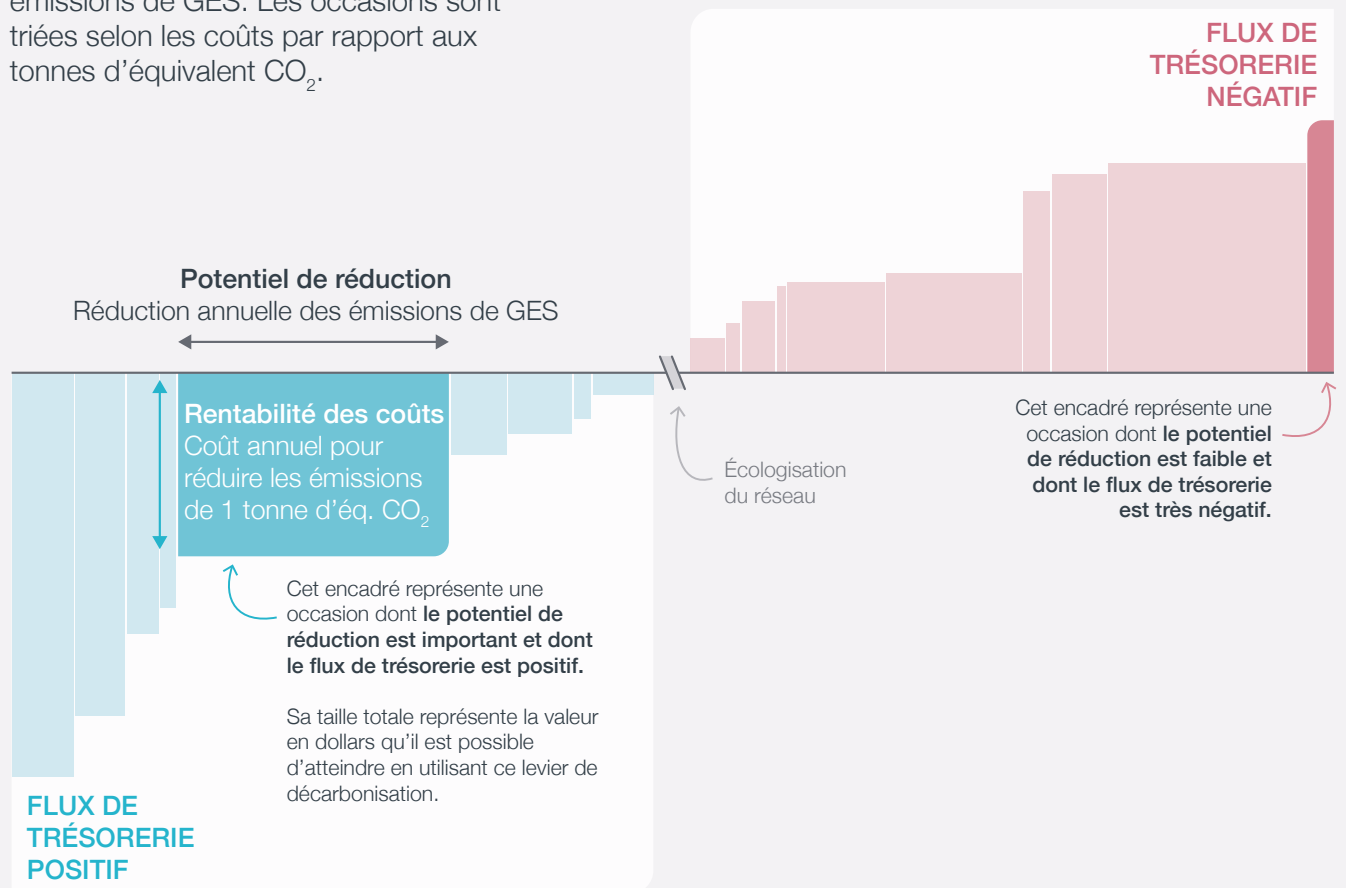 émissions de GES. Les occasions sont
triées selon les coûts par rapport aux
tonnes d'équivalent CO₂.
FLUX DE
TRÉSORERIE
NÉGATIF
Potentiel de réduction
Réduction annuelle des émissions de GES
Rentabilité des coûts
Coût annuel pour
réduire les émissions
de 1 tonne d'éq. CO₂
Écologisation
du réseau
Cet encadré représente une
occasion dont le potentiel
de réduction est faible et
dont le flux de trésorerie
est très négatif.
Cet encadré représente une
occasion dont le potentiel de
réduction est important et dont
le flux de trésorerie est positif.
Sa taille totale représente la valeur
en dollars qu'il est possible
d'atteindre en utilisant ce levier de
décarbonisation.
FLUX DE
TRÉSORERIE
POSITIF